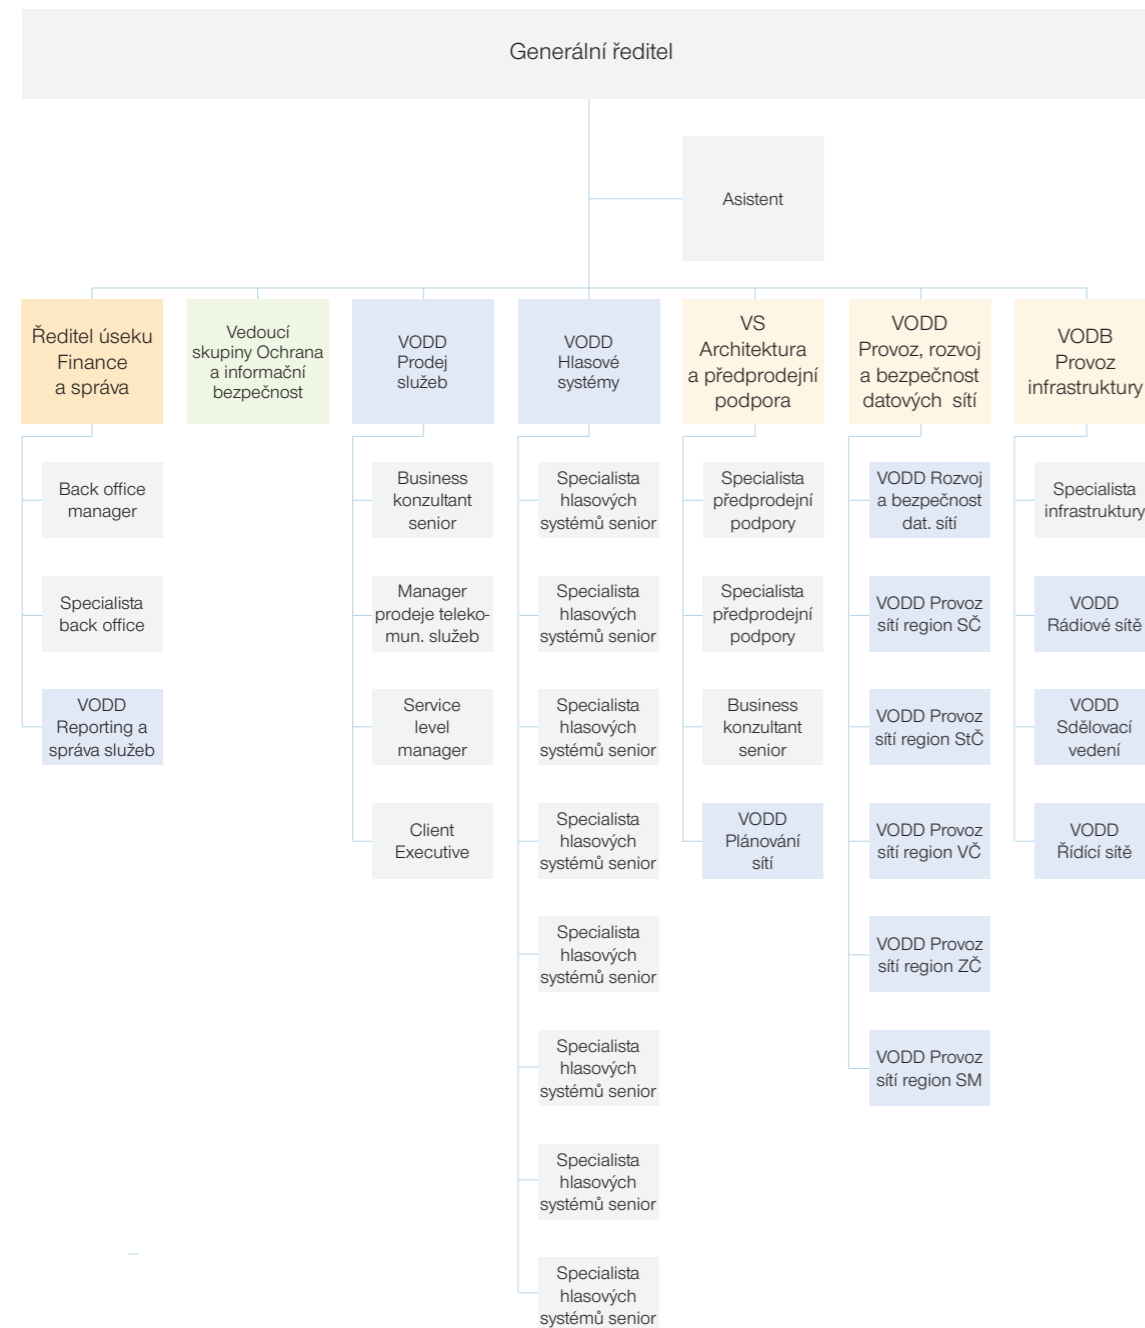 Generální ředitel
Asistent
Ředitel úseku
Finance
a správa
Vedoucí
skupiny Ochrana
a informační
bezpečnost
VODD
Prodej
služeb
VODD
Hlasové
systémy
VS
Architektura
a předprodejní
podpora
VODD
Provoz, rozvoj
a bezpečnost
datových sítí
VODB
Provoz
infrastruktury
Back office
manager
Specialista
back office
VODD
Reporting a
správa služeb
Business
konzultant
senior
Manager
prodeje teleko-
mun. služeb
Service
level
manager
Client
Executive
Specialista
hlasových
systémů senior
Specialista
hlasových
systémů senior
Specialista
hlasových
systémů senior
Specialista
hlasových
systémů senior
Specialista
hlasových
systémů senior
Specialista
hlasových
systémů senior
Specialista
hlasových
systémů senior
Specialista
hlasových
systémů senior
Specialista
předprodejní
podpory
Specialista
předprodejní
podpory
Business
konzultant
senior
VODD
Plánování
sítí
VODD Rozvoj
a bezpečnost
dat. sítí
VODD Provoz
sítí region SČ
VODD Provoz
sítí region StČ
VODD Provoz
sítí region VČ
VODD Provoz
sítí region ZČ
VODD Provoz
sítí region SM
Specialista
infrastruktury
VODD
Rádiové sítě
VODD
Sdělovací
vedení
VODD
Řídící sítě